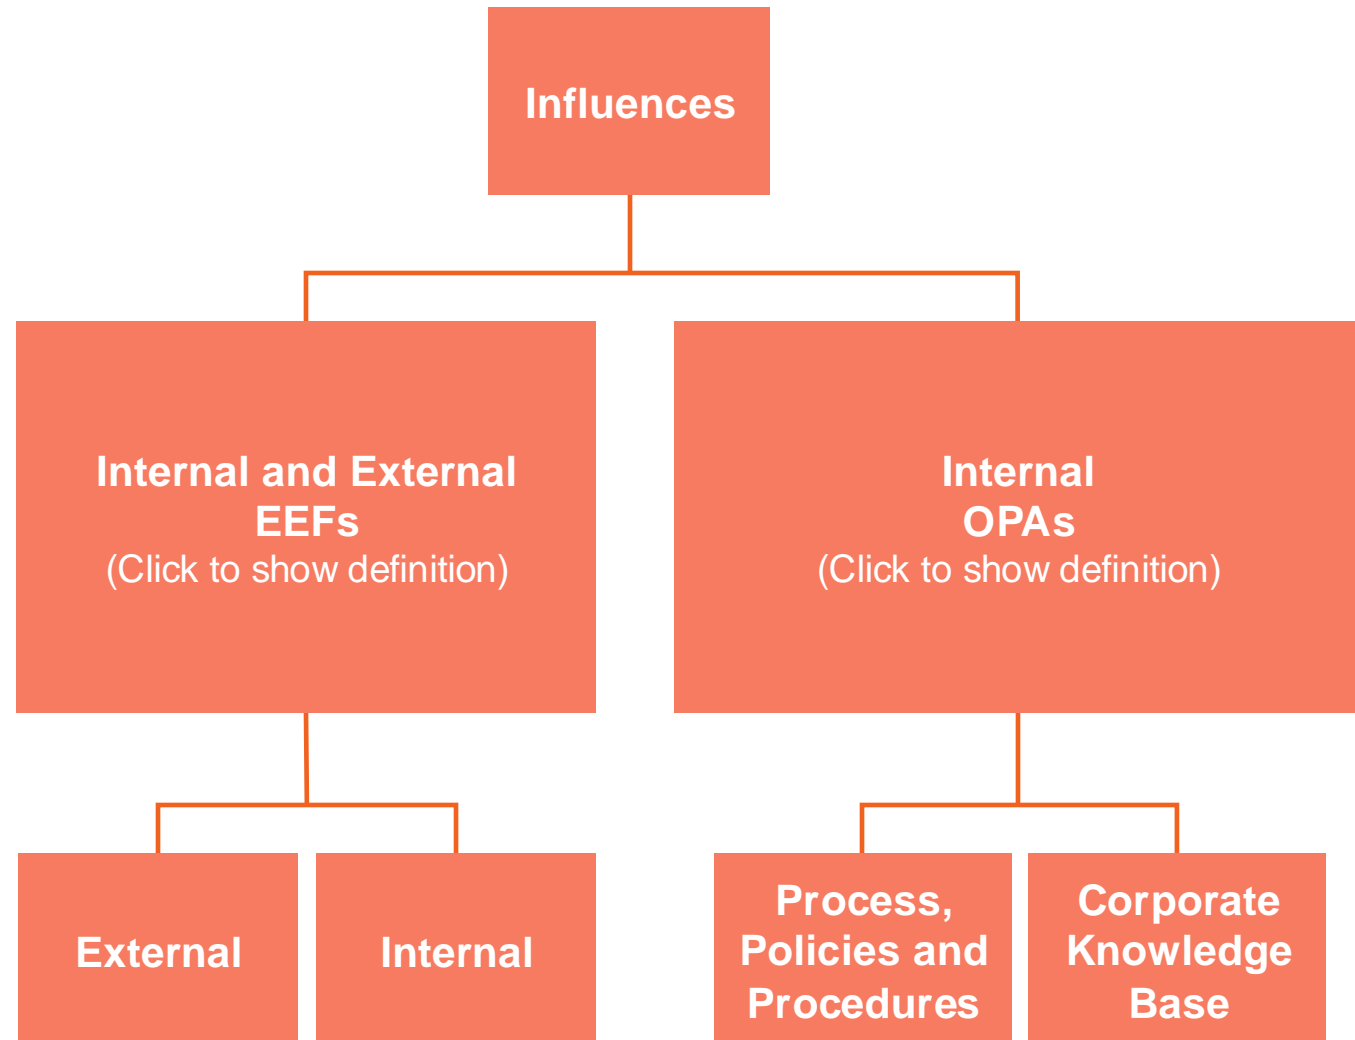 Influences
Internal and External
EEFs
(Click to show definition)
Internal
OPAs
(Click to show definition)
External
Internal
Process,
Policies and
Procedures
Corporate
Knowledge
Base